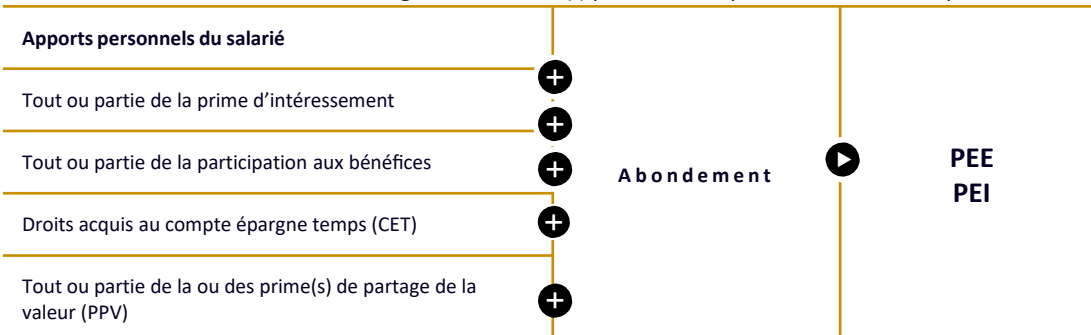 Apports personnels du salarié
Tout ou partie de la prime d’intéressement
Tout ou partie de la participation aux bénéfices
Droits acquis au compte épargne temps (CET)
Tout ou partie de la ou des prime(s) de partage de la
valeur (PPV)
Abondement
PEE
PEI